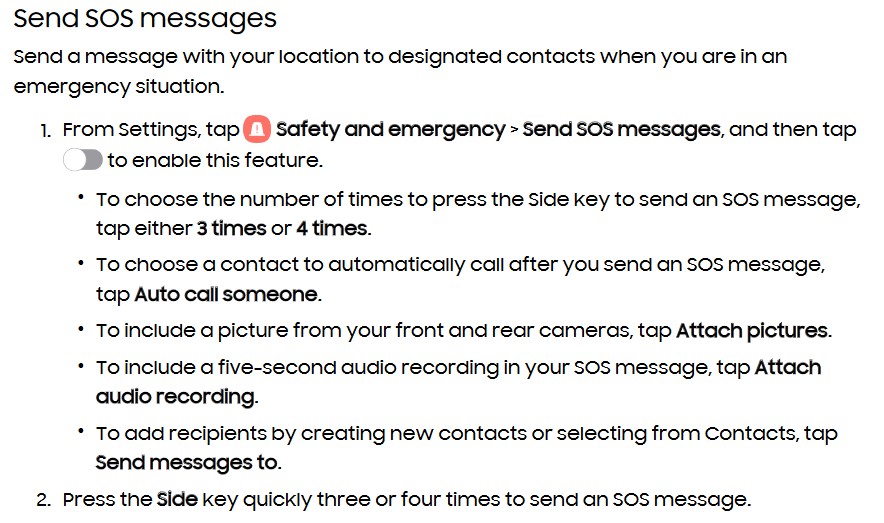 Send SOS messages
Send a message with your location to designated contacts when you are in an
emergency situation.
1. From Settings, tap Safety and emergency > Send SOS messages, and then tap
to enable this feature.
• To choose the number of times to press the Side key to send an SOS message,
tap either 3 times or 4 times.
• To choose a contact to automatically call after you send an SOS message,
tap Auto call someone.
• To include a picture from your front and rear cameras, tap Attach pictures.
• To include a five-second audio recording in your SOS message, tap Attach
audio recording.
• To add recipients by creating new contacts or selecting from Contacts, tap
Send messages to.
2. Press the Side key quickly three or four times to send an SOS message.